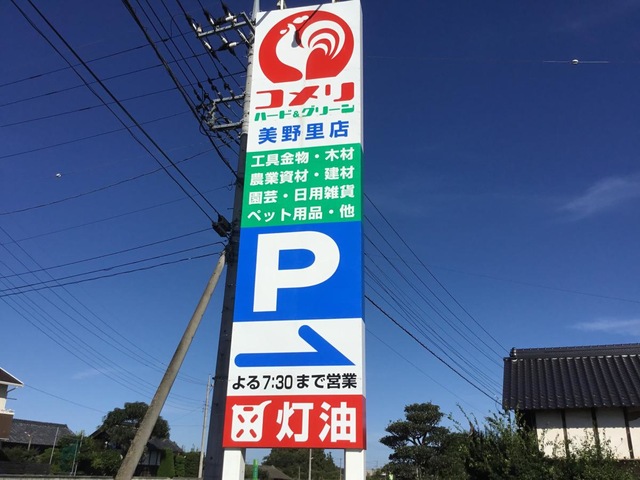 コメリ
ハード&グリーン
美野里店
工具金物・木材
農業資材・建材
園芸・日用雑貨
ペット用品・他
P
よる7:30まで営業
灯油